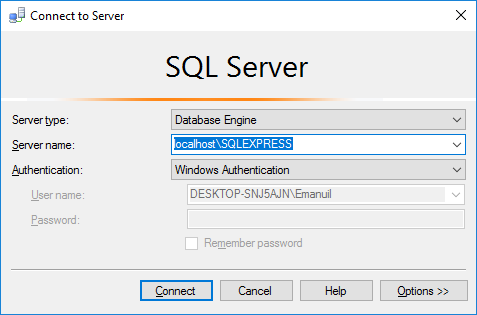 Connect to Server
SQL Server
Server type: Database Engine
Server name: localhost\SQLEXPRESS
Authentication: Windows Authentication
User name: DESKTOP-SNJ5AJN\Emanuil
Password:
Remember password
Connect Cancel Help Options >>